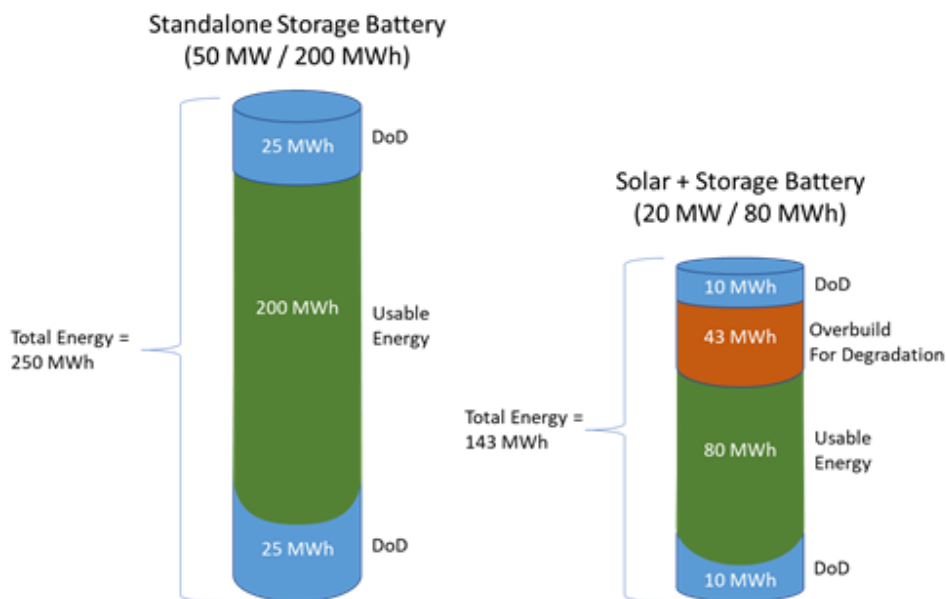 Standalone Storage Battery
(50 MW / 200 MWh)
25 MWh
DoD
200 MWh
Usable
Energy
Total Energy =
250 MWh
25 MWh
DoD
Solar + Storage Battery
(20 MW / 80 MWh)
10 MWh
DoD
43 MWh
Overbuild
For Degradation
Total Energy =
143 MWh
80 MWh
Usable
Energy
10 MWh
DoD